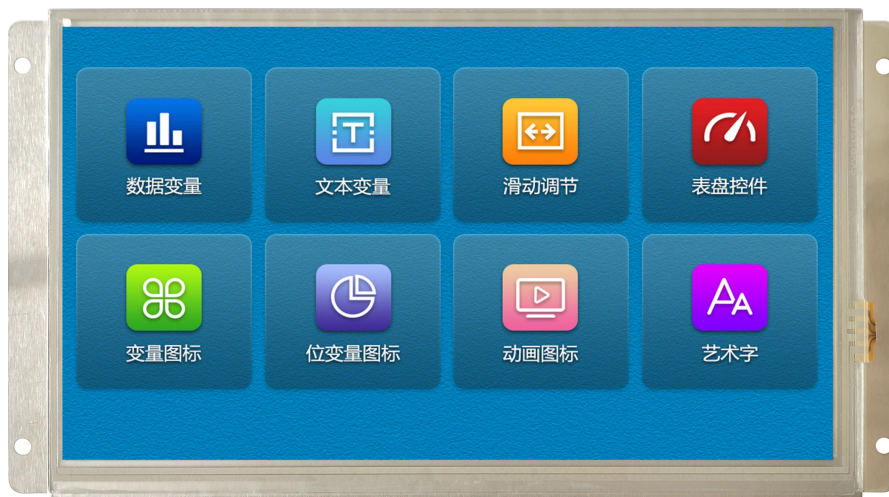 数据变量
文本变量
滑动调节
表盘控件
变量图标
位变量图标
动画图标
艺术字